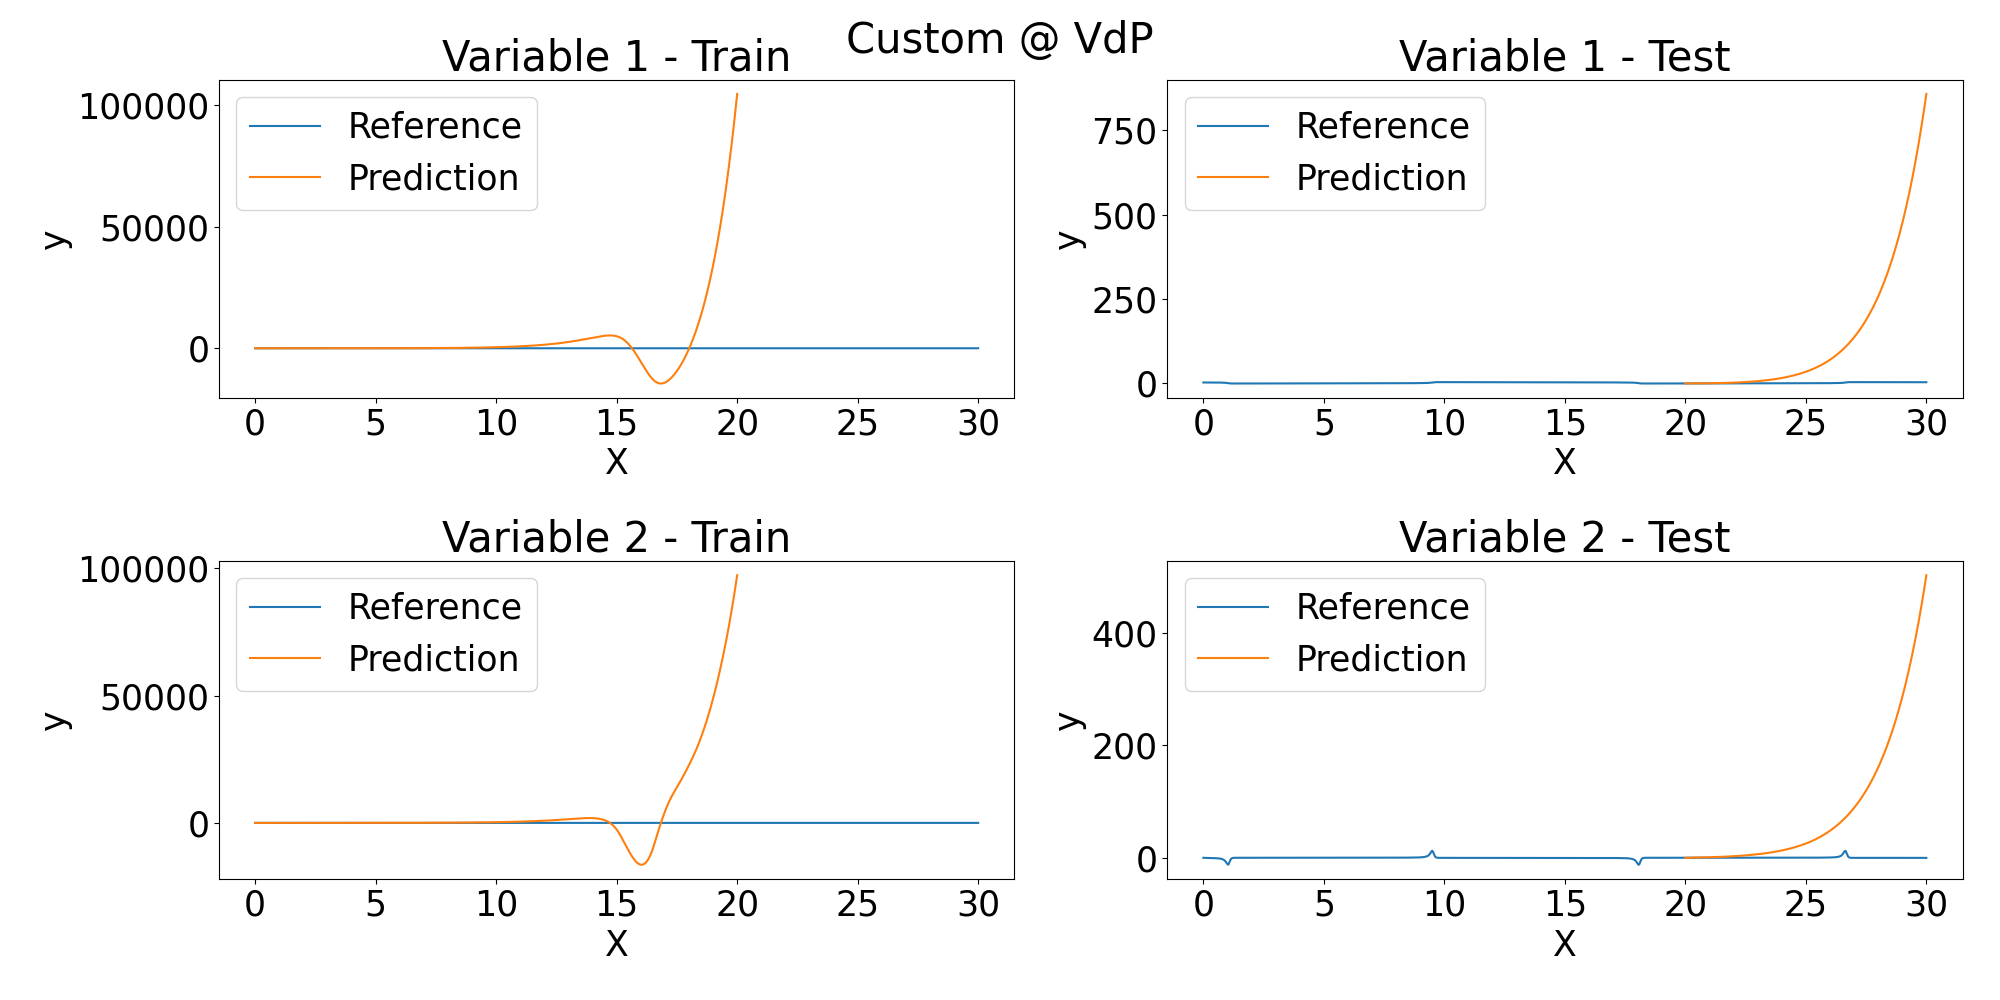 Custom @ VdP
Variable 1 - Train
100000
50000
0
y
Reference
Prediction
0 5 10 15 20 25 30
X
Variable 1 - Test
750
500
250
0
y
Reference
Prediction
0 5 10 15 20 25 30
X
Variable 2 - Train
100000
50000
0
y
Reference
Prediction
0 5 10 15 20 25 30
X
Variable 2 - Test
400
200
0
y
Reference
Prediction
0 5 10 15 20 25 30
X